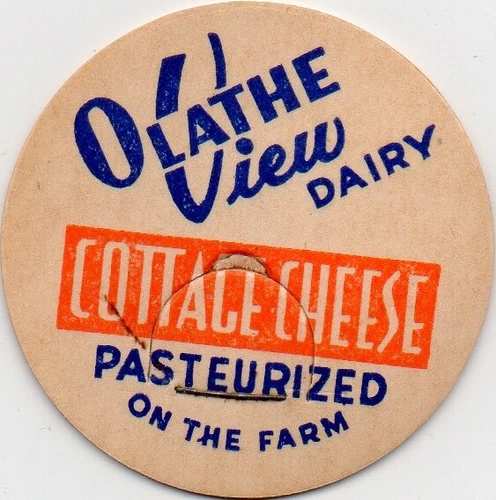 OLATHE
View
DAIRY
COTTAGE CHEESE
PASTEURIZED
ON THE FARM